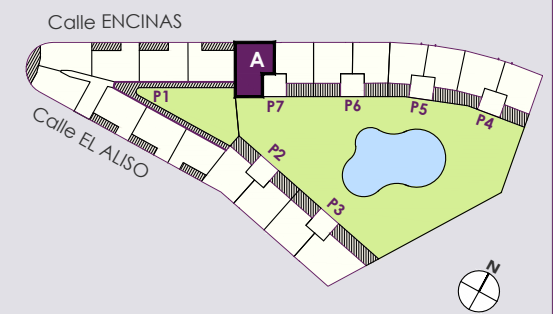 Calle ENCINAS
A
P1
P7
P6
P5
P4
Calle EL ALISO
P2
P3
N